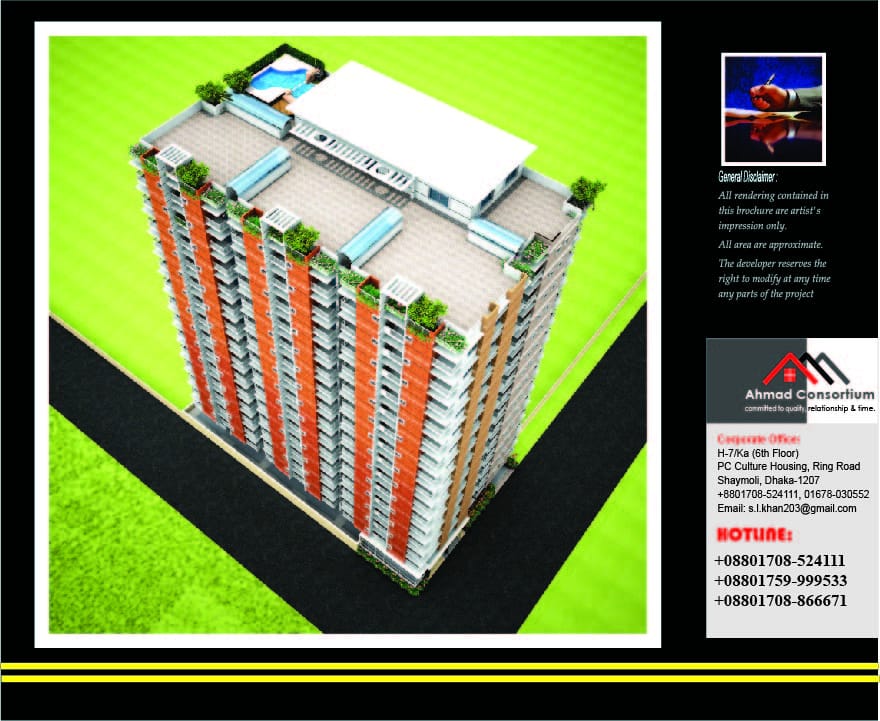 General Disclaimer :
All rendering contained in
this brochure are artist's
impression only.
All area are approximate.
The developer reserves the
right to modify at any time
any parts of the project
Ahmad Consortium
committed to quality, relationship & time.
Corporate Office:
H-7/Ka (6th Floor)
PC Culture Housing, Ring Road
Shaymoli, Dhaka-1207
+8801708-524111, 01678-030552
Email: s.l.khan203@gmail.com
HOTLINE:
+08801708-524111
+08801759-999533
+08801708-866671